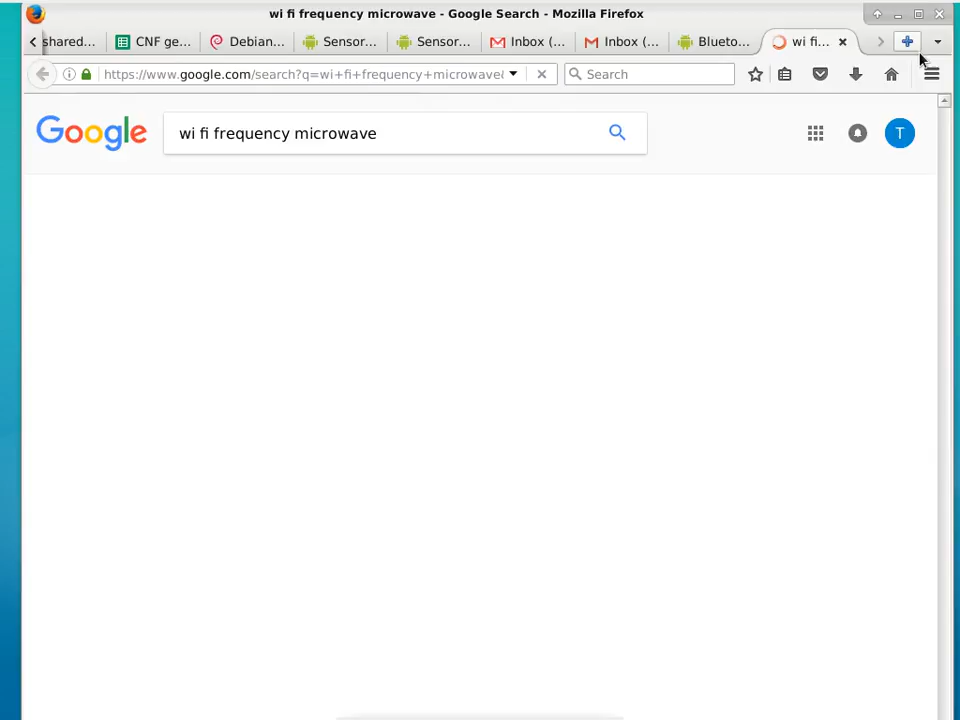 wi fi frequency microwave - Google Search - Mozilla Firefox
shared... CNF ge... Debian... Sensor... Sensor... Inbox (... Inbox (... Blueto... wi fi...
https://www.google.com/search?q=wi+fi+frequency+microwave& Search
Google wi fi frequency microwave T